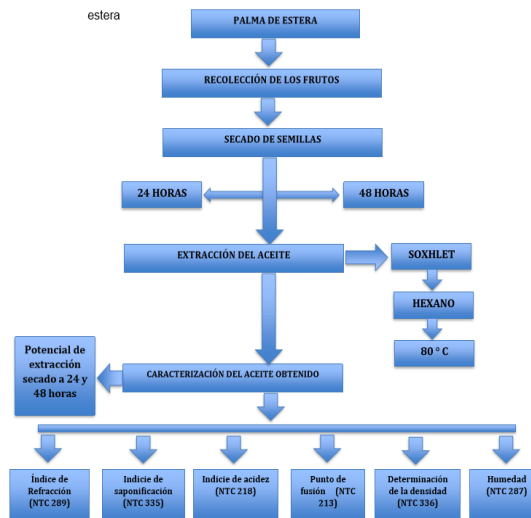 estera
PALMA DE ESTERA
RECOLECCIÓN DE LOS FRUTOS
SECADO DE SEMILLAS
24 HORAS
48 HORAS
EXTRACCIÓN DEL ACEITE
SOXHLET
HEXANO
80 ° C
Potencial de
extracción
secado a 24 y
48 horas
CARACTERIZACIÓN DEL ACEITE OBTENIDO
Índice de
Refracción
(NTC 289)
Indicie de
saponificación
(NTC 335)
Indicie de acidez
(NTC 218)
Punto de
fusión (NTC
213)
Determinación
de la densidad
(NTC 336)
Humedad
(NTC 287)